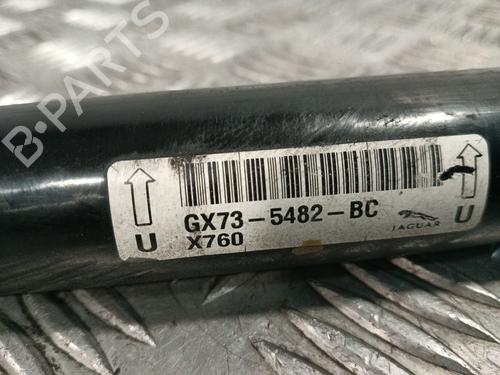 B-PARTS
GX73-5482-BC
X760
U
JAGUAR
U